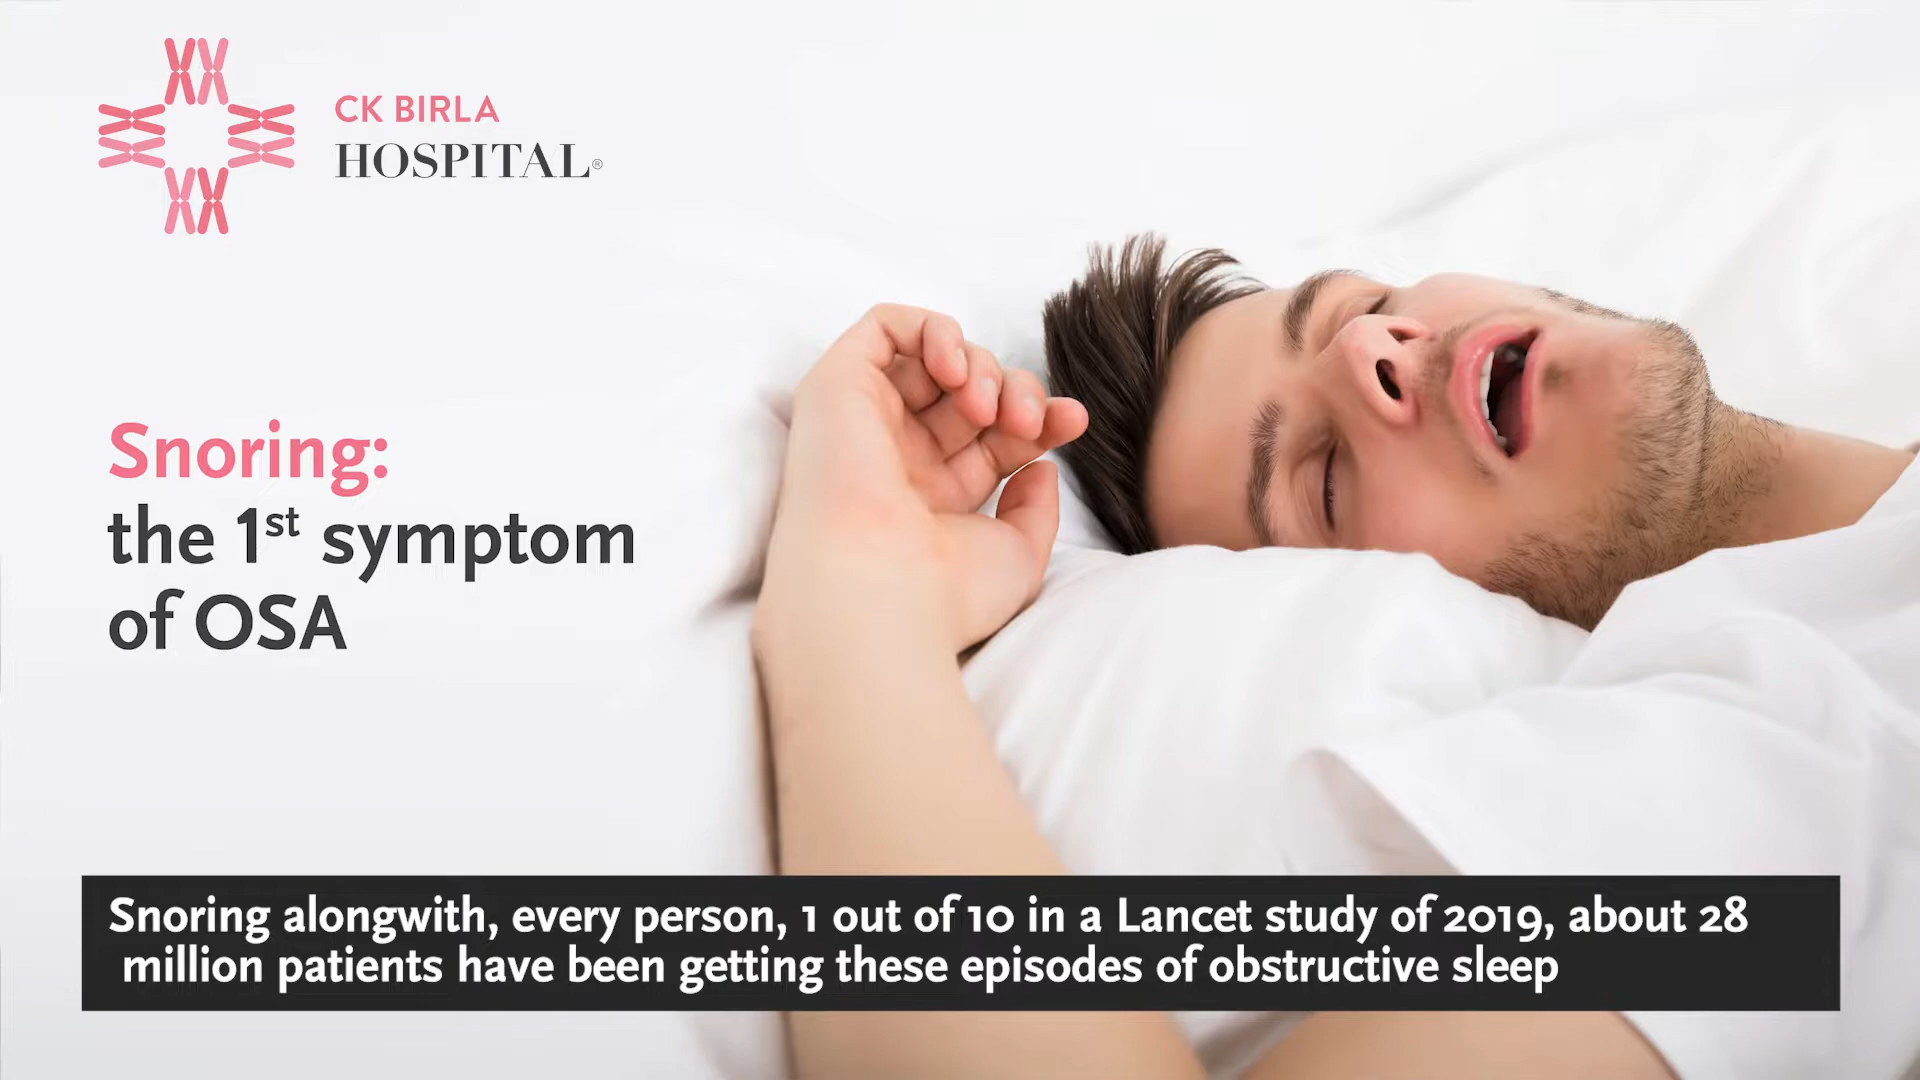 CK BIRLA
HOSPITAL®
Snoring:
the 1st symptom
of OSA
Snoring alongwith, every person, 1 out of 10 in a Lancet study of 2019, about 28
million patients have been getting these episodes of obstructive sleep